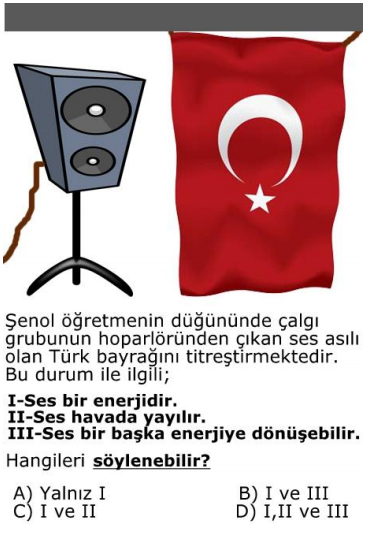 Şenol öğretmenin düğününde çalgı
grubunun hoparlöründen çıkan ses asılı
olan Türk bayrağını titreştirmektedir.
Bu durum ile ilgili;
I-Ses bir enerjidir.
II-Ses havada yayılır.
III-Ses bir başka enerjiye dönüşebilir.
Hangileri söylenebilir?
A) Yalnız I B) I ve III
C) I ve II D) I,II ve III